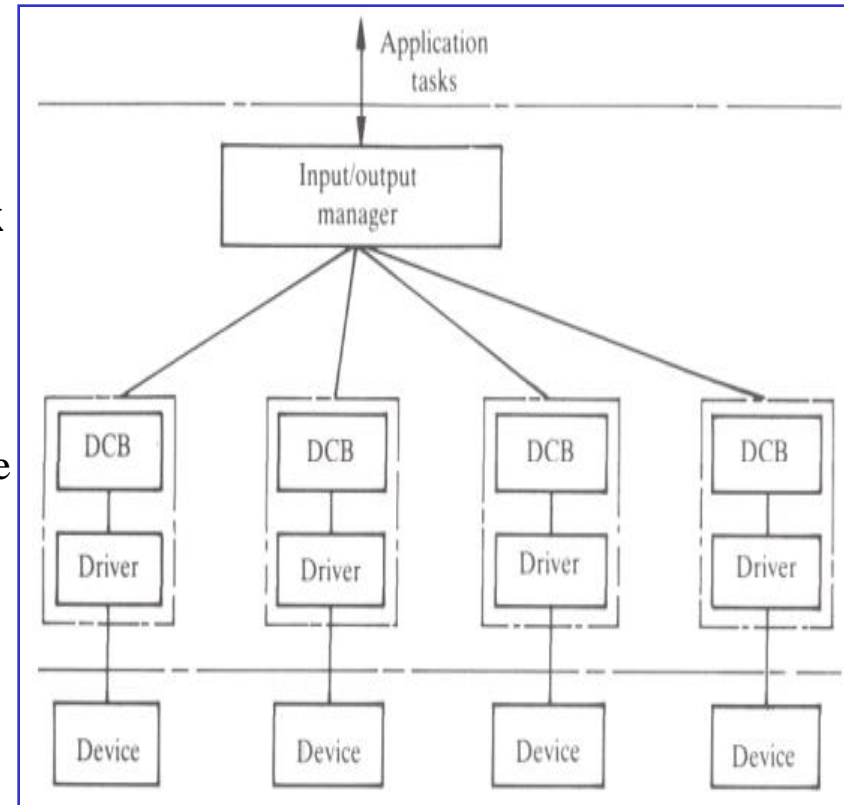 Application
tasks
Input/output
manager
DCB DCB DCB DCB
Driver Driver Driver Driver
Device Device Device Device